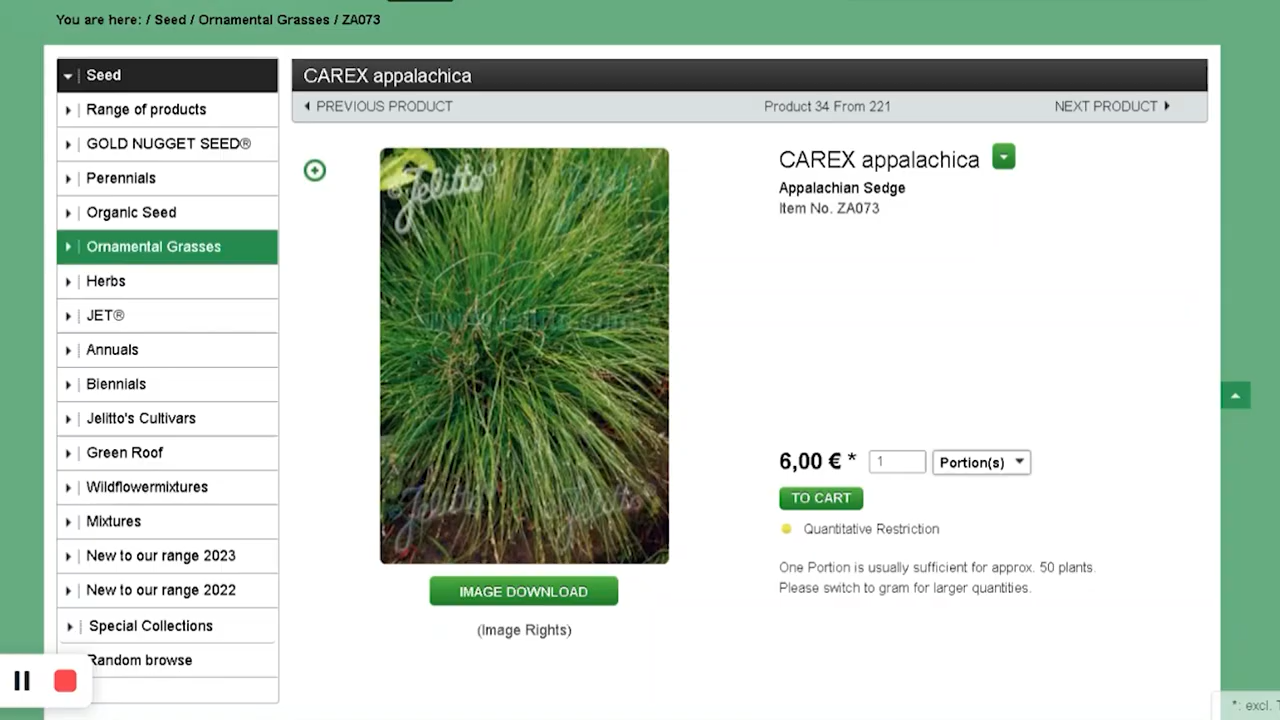 You are here: / Seed / Ornamental Grasses / ZA073
Seed
Range of products
GOLD NUGGET SEED®
Perennials
Organic Seed
Ornamental Grasses
Herbs
JET®
Annuals
Biennials
Jelitto's Cultivars
Green Roof
Wildflowermixtures
Mixtures
New to our range 2023
New to our range 2022
Special Collections
Random browse
CAREX appalachica
PREVIOUS PRODUCT
Product 34 From 221
NEXT PRODUCT
Jelitto®
IMAGE DOWNLOAD
(Image Rights)
CAREX appalachica
Appalachian Sedge
Item No. ZA073
6,00 € * 1 Portion(s)
TO CART
Quantitative Restriction
One Portion is usually sufficient for approx. 50 plants.
Please switch to gram for larger quantities.
*: excl.